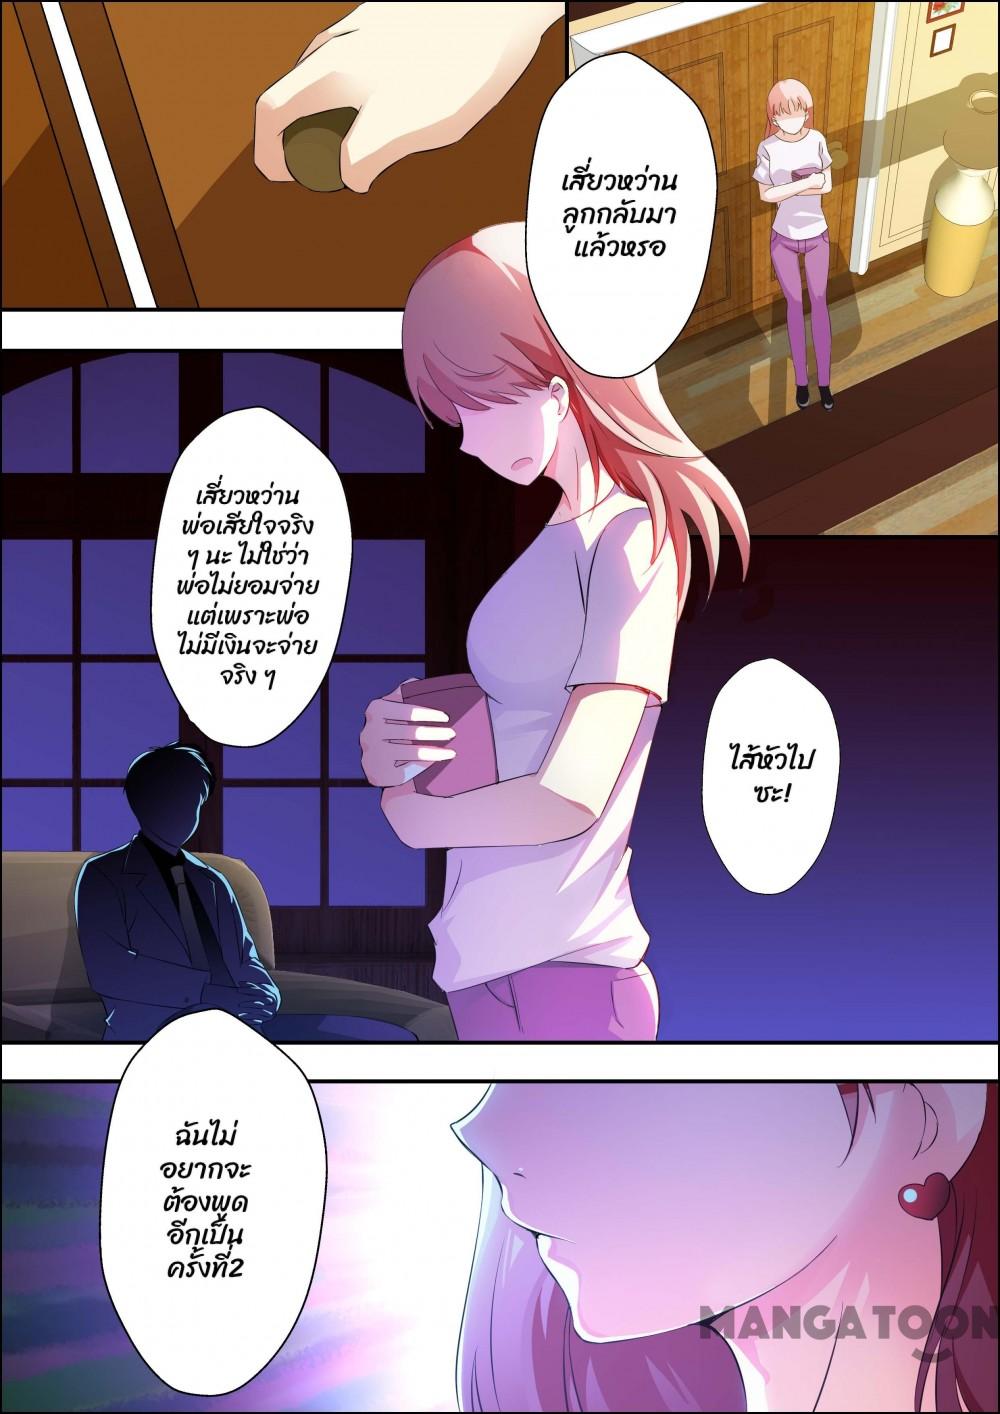 เสี่ยวหว่าน
ลูกกลับมา
แล้วหรอ
เสี่ยวหว่าน
พ่อเสียใจจริง
ๆ นะ ไม่ใช่ว่า
พ่อไม่ยอมจ่าย
แต่เพราะพ่อ
ไม่มีเงินจะจ่าย
จริง ๆ
ไส้หัวไป
ซะ!
ฉันไม่
อยากจะ
ต้องพูด
อีกเป็น
ครั้งที่2
MANGATOON